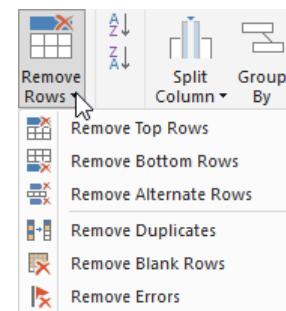 A
Z
Z
A
Remove
Rows
Split
Column
Group
By
Remove Top Rows
Remove Bottom Rows
Remove Alternate Rows
Remove Duplicates
Remove Blank Rows
Remove Errors